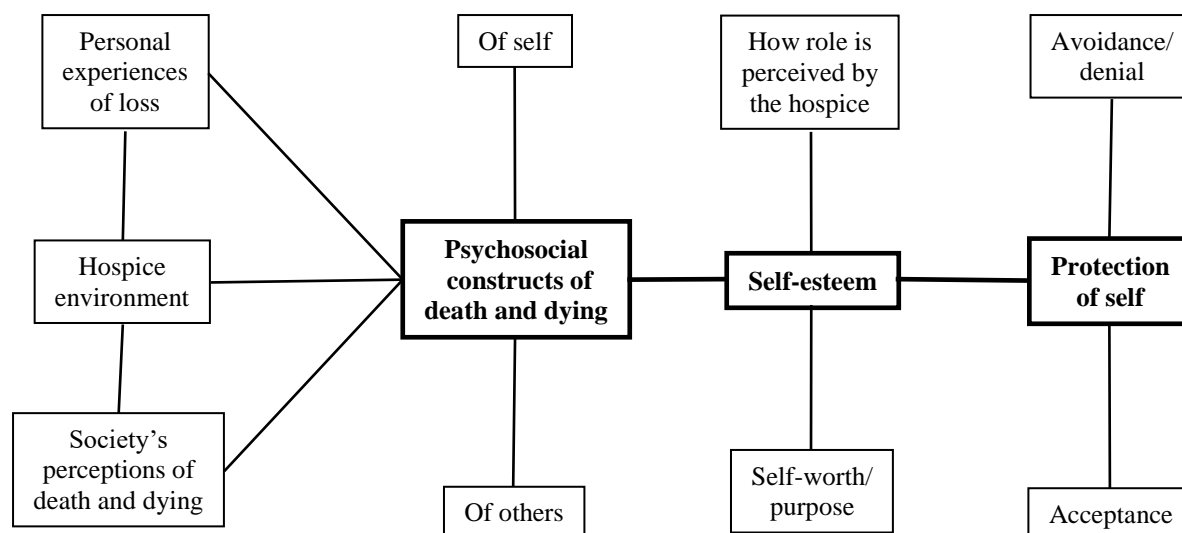 Personal
experiences
of loss
Of self
How role is
perceived by
the hospice
Avoidance/
denial
Hospice
environment
Psychosocial
constructs of
death and dying
Self-esteem
Protection
of self
Society’s
perceptions of
death and dying
Of others
Self-worth/
purpose
Acceptance